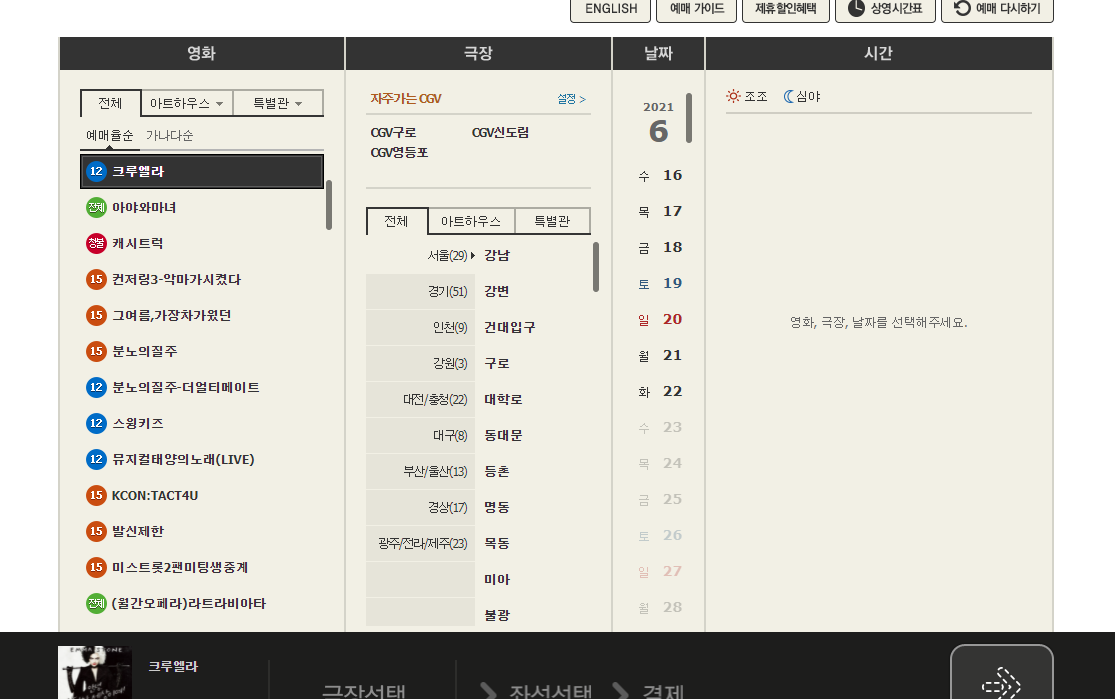 ENGLISH
예매 가이드
제휴할인혜택
상영시간표
예매 다시하기
영화
극장
날짜
시간
전체
아트하우스
특별관
예매율순
가나다순
12 크루엘라
전체 아야와마녀
청불 캐시트럭
15 컨저링3-악마가시켰다
15 그여름,가장차가웠던
15 분노의질주
12 분노의질주-더얼티메이트
12 스윙키즈
12 뮤지컬태양의노래(LIVE)
15 KCON:TACT4U
15 발신제한
15 미스트롯2팬미팅생중계
전체 (월간오페라)라트라비아타
자주가는 CGV
설정 >
CGV구로
CGV신도림
CGV영등포
전체
아트하우스
특별관
서울(29)
경기(51)
인천(9)
강원(3)
대전/충청(22)
대구(8)
부산/울산(13)
경상(17)
광주/전라/제주(23)
강남
강변
건대입구
구로
대학로
동대문
등촌
명동
목동
미아
불광
2021
6
수 16
목 17
금 18
토 19
일 20
월 21
화 22
수 23
목 24
금 25
토 26
일 27
월 28
조조
심야
영화, 극장, 날짜를 선택해주세요.
크루엘라
극장선택
좌석선택
결제